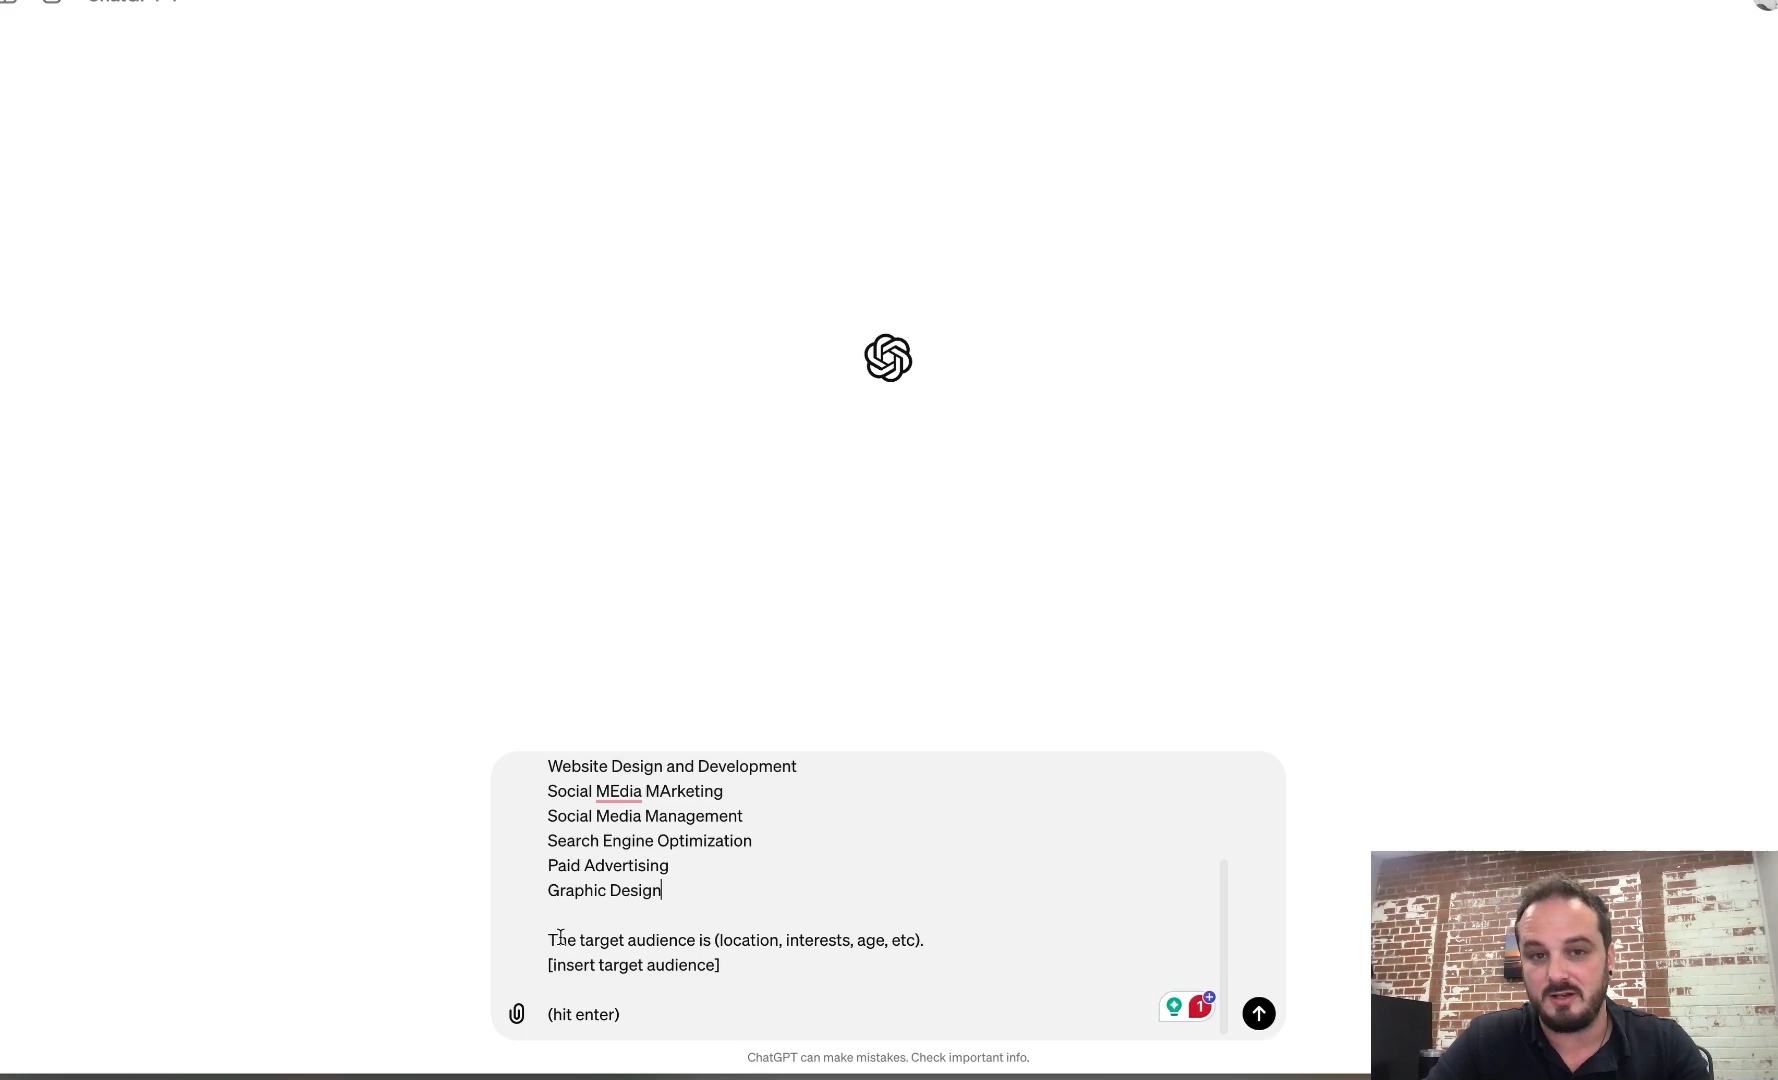 Website Design and Development
Social MEdia MArketing
Social Media Management
Search Engine Optimization
Paid Advertising
Graphic Design
The target audience is (location, interests, age, etc).
[insert target audience]
(hit enter)
1
ChatGPT can make mistakes. Check important info.